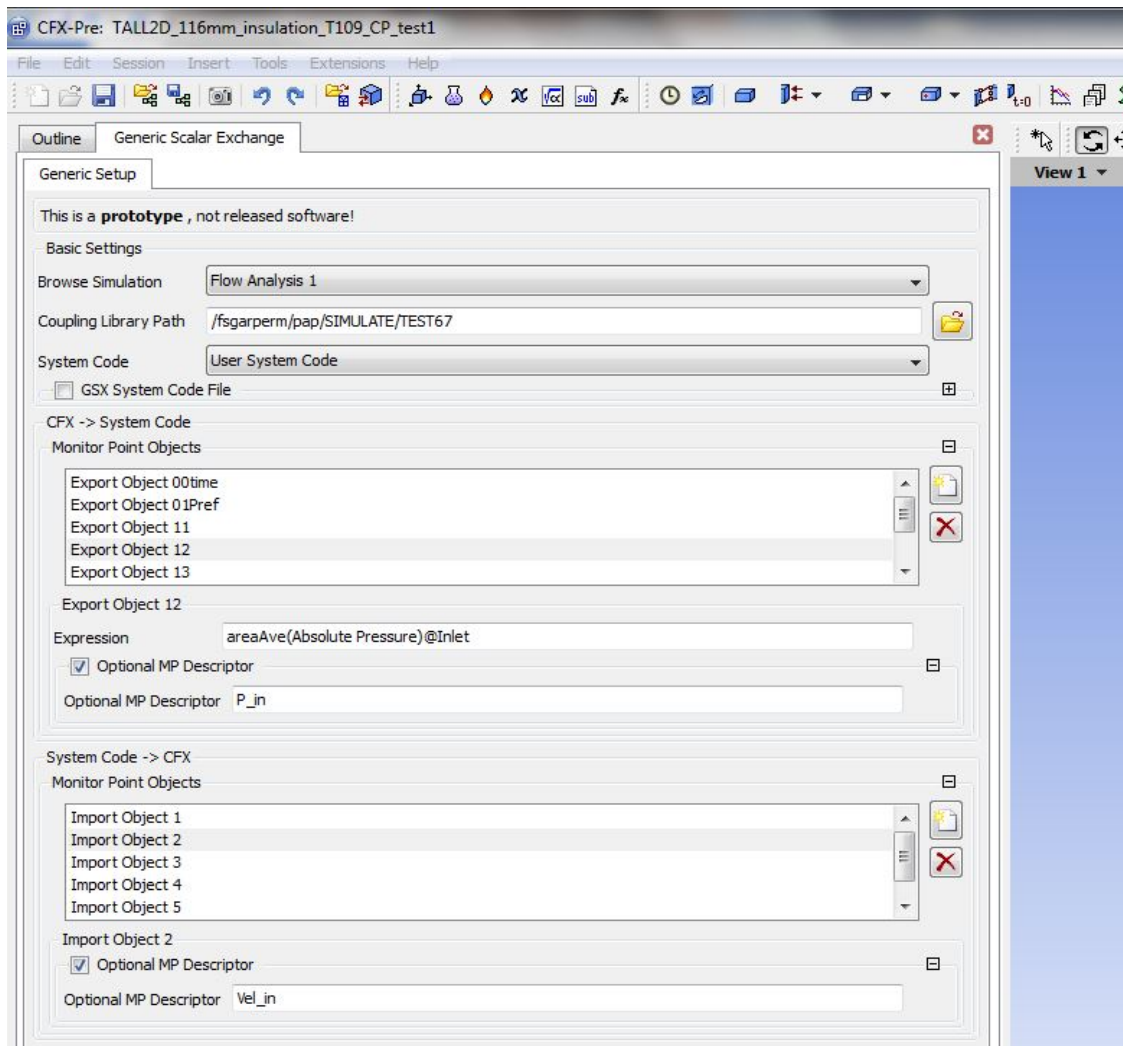 CFX-Pre: TALL2D_116mm_insulation_T109_CP_test1
File Edit Session Insert Tools Extensions Help
Outline Generic Scalar Exchange
View 1
Generic Setup
This is a prototype , not released software!
Basic Settings
Browse Simulation Flow Analysis 1
Coupling Library Path /fsgarperm/pap/SIMULATE/TEST67
System Code User System Code
GSX System Code File
CFX -> System Code
Monitor Point Objects
Export Object 00time
Export Object 01Pref
Export Object 11
Export Object 12
Export Object 13
Export Object 12
Expression areaAve(Absolute Pressure)@Inlet
Optional MP Descriptor
Optional MP Descriptor P_in
System Code -> CFX
Monitor Point Objects
Import Object 1
Import Object 2
Import Object 3
Import Object 4
Import Object 5
Import Object 2
Optional MP Descriptor
Optional MP Descriptor Vel_in